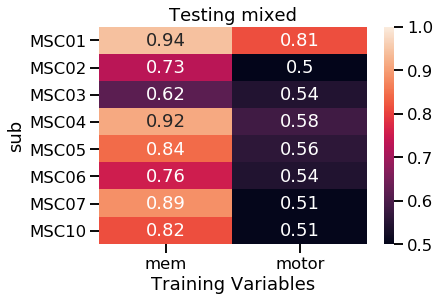 Testing mixed
MSC01 0.94 0.81
MSC02 0.73 0.5
MSC03 0.62 0.54
MSC04 0.92 0.58
MSC05 0.84 0.56
MSC06 0.76 0.54
MSC07 0.89 0.51
MSC10 0.82 0.51
sub
mem motor
Training Variables
1.0
0.9
0.8
0.7
0.6
0.5